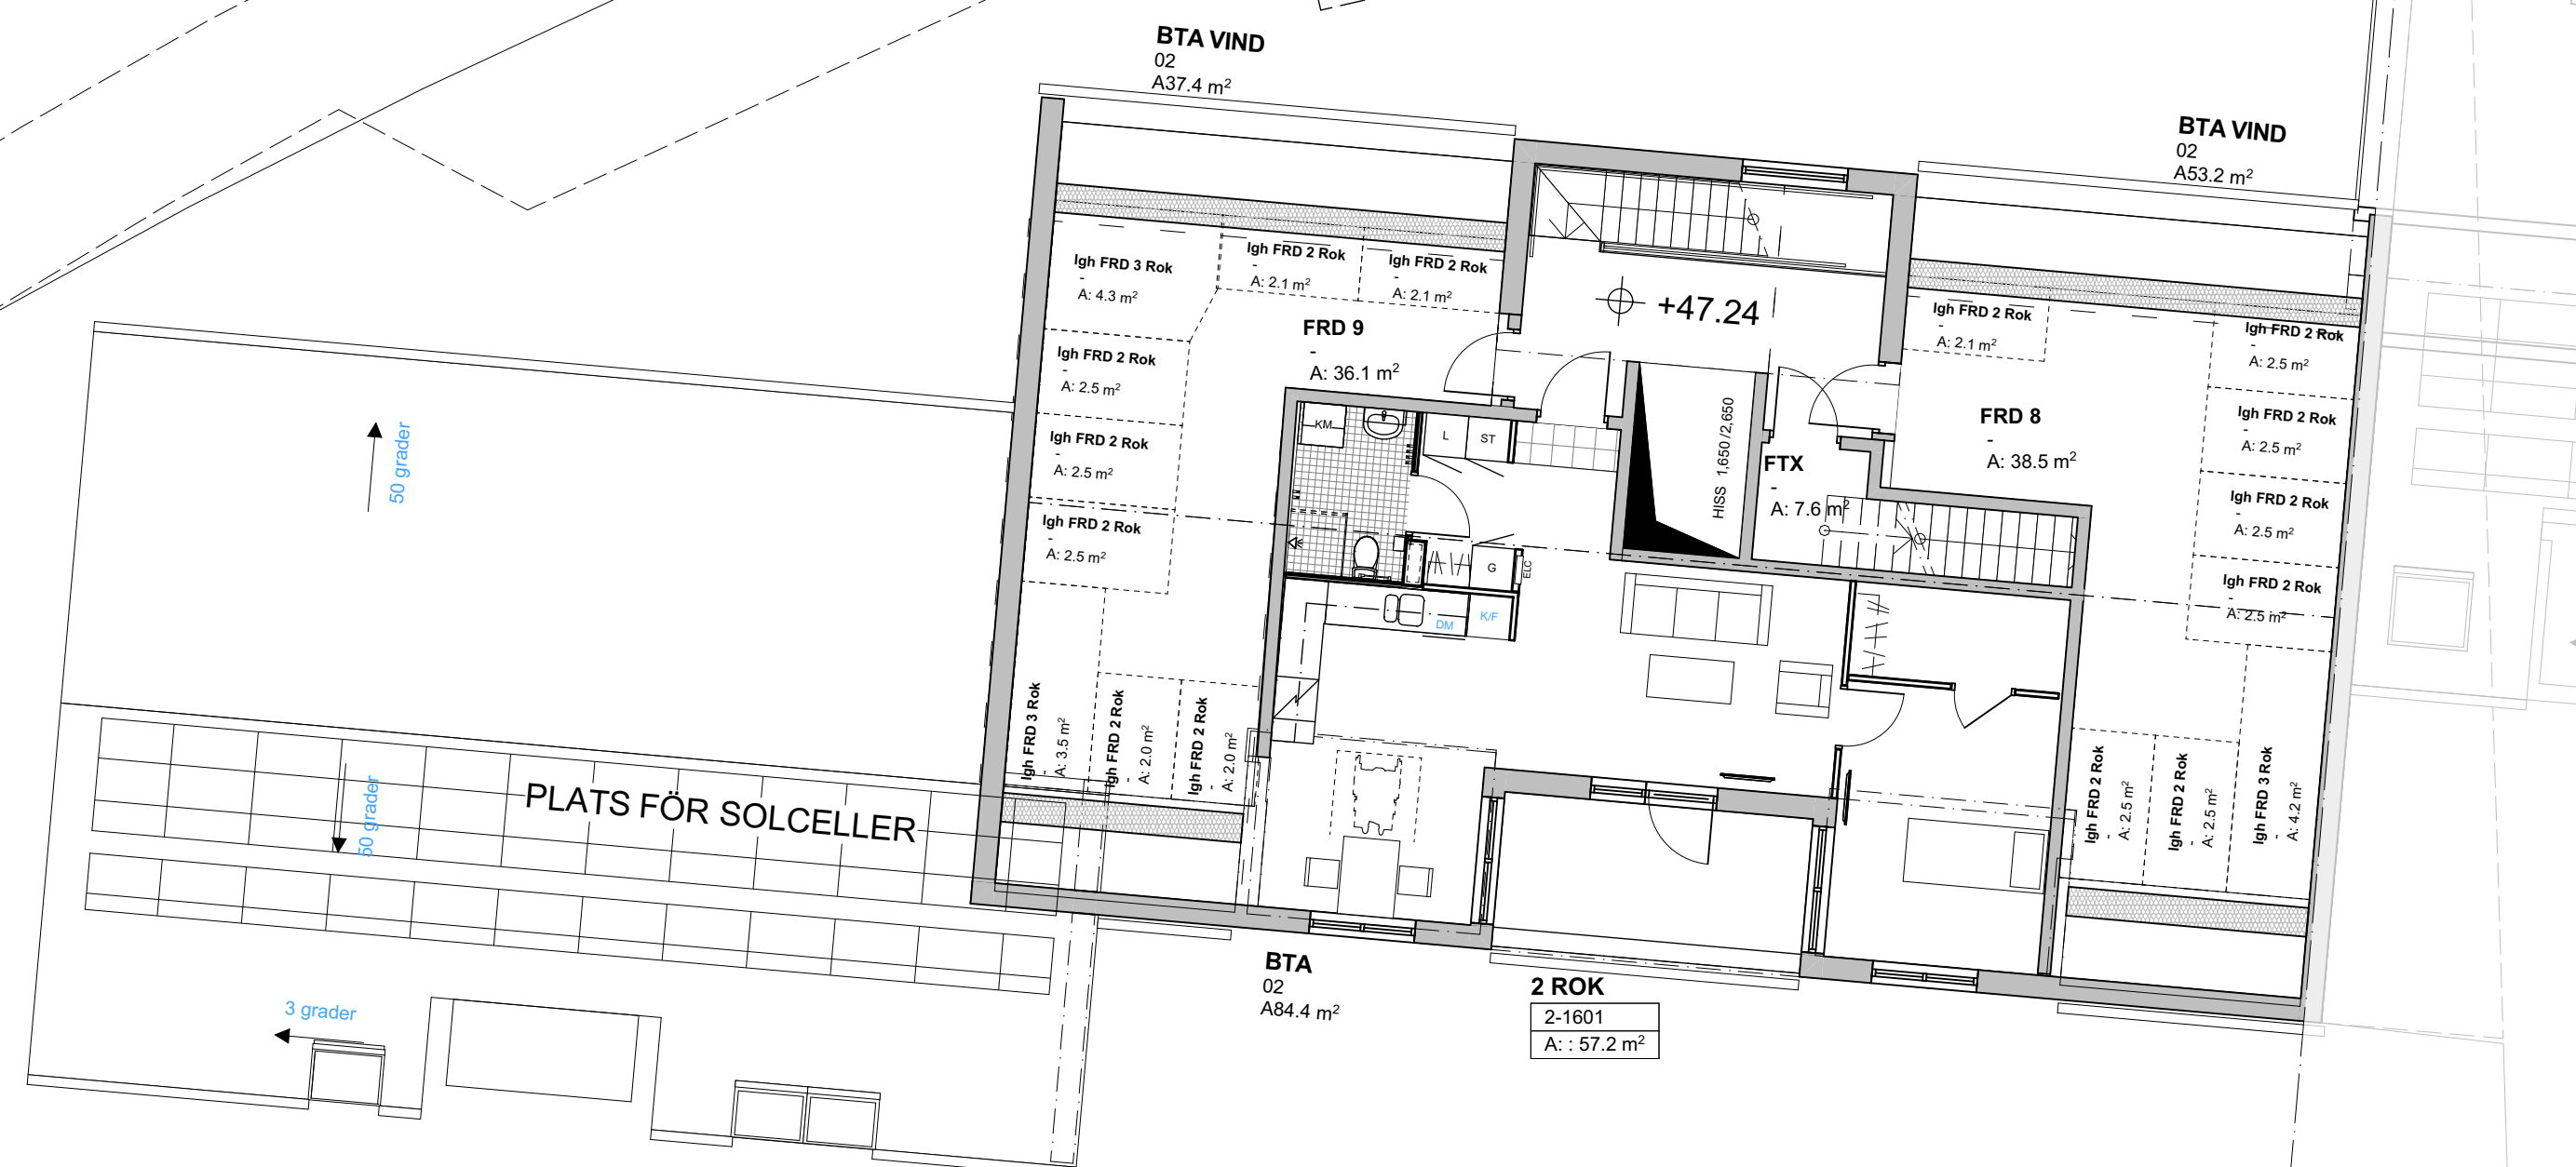 BTA VIND
02
A37.4 m²
BTA VIND
02
A53.2 m²
lgh FRD 3 Rok
-
A: 4.3 m²
lgh FRD 2 Rok
-
A: 2.1 m²
lgh FRD 2 Rok
-
A: 2.1 m²
FRD 9
-
A: 36.1 m²
+47.24
lgh FRD 2 Rok
-
A: 2.1 m²
lgh FRD 2 Rok
-
A: 2.5 m²
lgh FRD 2 Rok
-
A: 2.5 m²
lgh FRD 2 Rok
-
A: 2.5 m²
lgh FRD 2 Rok
-
A: 2.5 m²
KM
L
ST
HISS 1,650/2,650
FTX
-
A: 7.6 m²
FRD 8
-
A: 38.5 m²
lgh FRD 2 Rok
-
A: 2.5 m²
lgh FRD 2 Rok
-
A: 2.5 m²
lgh FRD 2 Rok
-
A: 2.5 m²
50 grader
G
ELC
DM
K/F
lgh FRD 3 Rok
-
A: 3.5 m²
lgh FRD 2 Rok
-
A: 2.0 m²
lgh FRD 2 Rok
-
A: 2.0 m²
lgh FRD 2 Rok
-
A: 2.5 m²
lgh FRD 2 Rok
-
A: 2.5 m²
lgh FRD 3 Rok
-
A: 4.2 m²
50 grader
PLATS FÖR SOLCELLER
3 grader
BTA
02
A84.4 m²
2 ROK
2-1601
A: : 57.2 m²